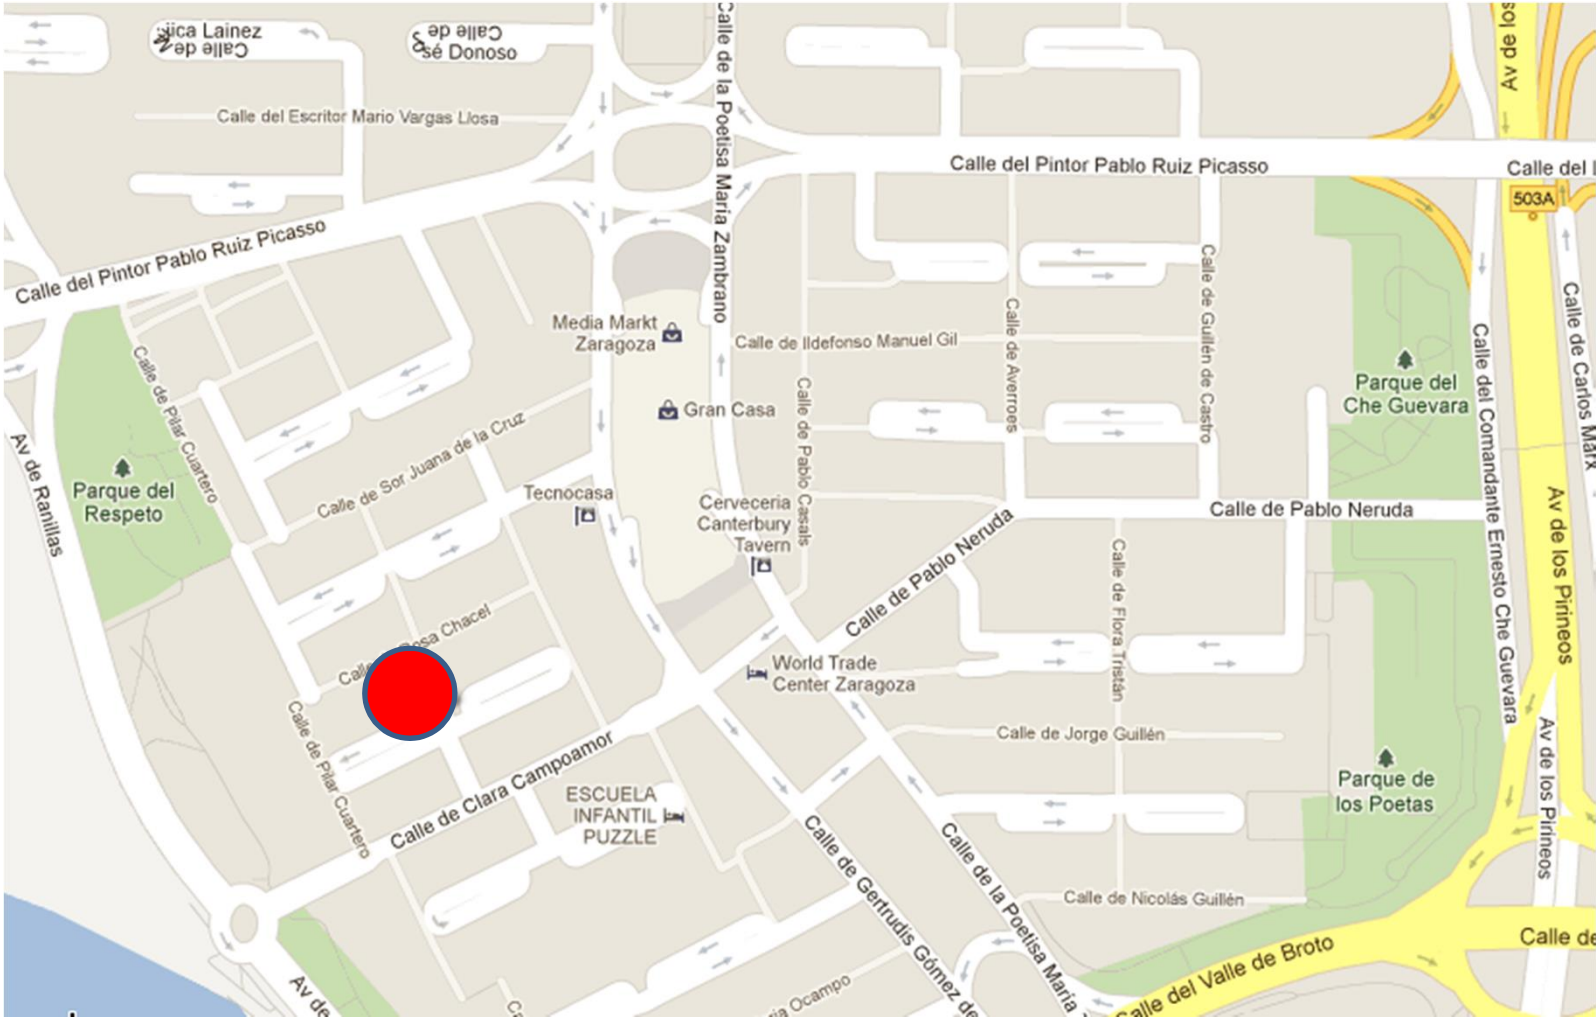 jica Lainez
Calle de M
Calle de
sé Donoso
Calle de la Poetisa María Zambrano
Av de los
Calle del Escritor Mario Vargas Llosa
Calle del Pintor Pablo Ruiz Picasso
Calle del
503A
Calle del Pintor Pablo Ruiz Picasso
Media Markt
Zaragoza
Calle de Ildefonso Manuel Gil
Calle de Averroes
Calle de Guillén de Castro
Calle de Carlos Marx
Calle de Pilar Cuartero
Parque del
Che Guevara
Gran Casa
Calle de Pablo Casals
Calle de Sor Juana de la Cruz
Av de Ranillas
Parque del
Respeto
Tecnocasa
Cerveceria
Canterbury
Tavern
Calle de Pablo Neruda
Calle de Pablo Neruda
Calle del Comandante Ernesto Che Guevara
Av de los Pirineos
Calle de Flora Tristán
Rosa Chacel
Calle
World Trade
Center Zaragoza
Calle de Pilar Cuartero
Calle de Jorge Guillén
Calle de Clara Campoamor
Av de los Pirineos
Parque de
los Poetas
ESCUELA
INFANTIL
PUZZLE
Calle de Gertrudis Gómez de
Calle de la Poetisa María
Calle de Nicolás Guillén
Calle de
Calle del Valle de Broto
Av de
Ca
ia Ocampo